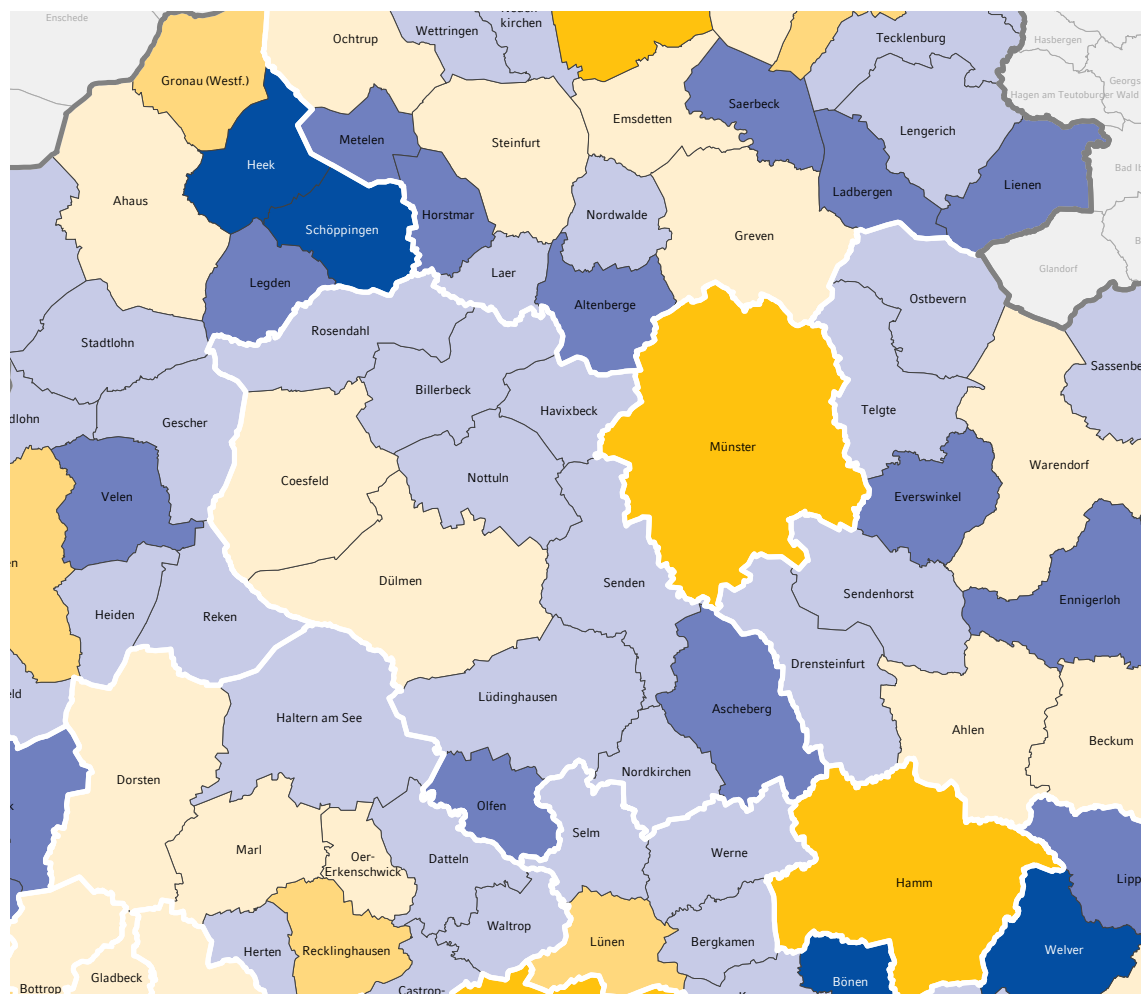 Enschede
Ochtrup
Wettringen
kirchen
Tecklenburg
Hasbergen
Georgs
Gronau (Westf.)
Hagen am Teutoburger Wald
Saerbeck
Emsdetten
Lengerich
Metelen
Steinfurt
Heek
Bad Ib
Lienen
Ladbergen
Ahaus
Horstmar
Nordwalde
Schöppingen
Greven
B
Glandorf
Laer
Legden
Ostbevern
Altenberge
Rosendahl
Stadtlohn
Sassenbe
Billerbeck
Havixbeck
Telgte
dlohn
Gescher
Münster
Warendorf
Nottuln
Coesfeld
Velen
Everswinkel
en
Dülmen
Senden
Sendenhorst
Ennigerloh
Heiden
Reken
Drensteinfurt
eld
Lüdinghausen
Ascheberg
Haltern am See
Ahlen
Beckum
Nordkirchen
Dorsten
k
Olfen
Selm
Marl
Werne
Oer-
Erkenschwick
Datteln
Hamm
Lipp
Waltrop
Lünen
Bergkamen
Herten
Recklinghausen
Welver
Gladbeck
Bönen
Bottrop
Castrop-